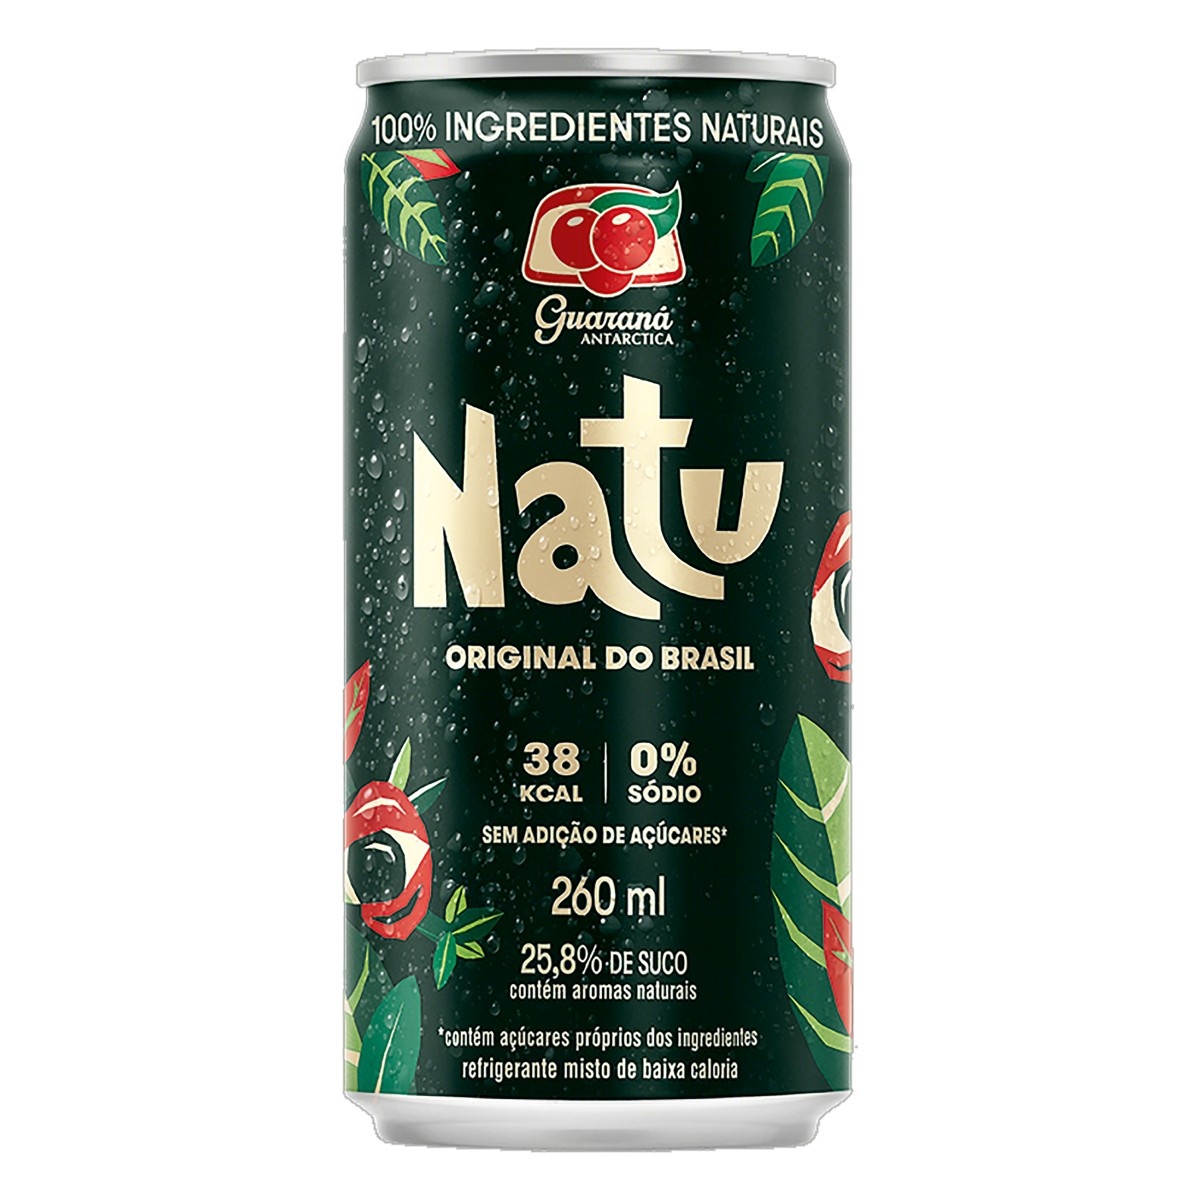 100% INGREDIENTES NATURAIS
Guaraná
ANTARCTICA
Natu
ORIGINAL DO BRASIL
38 | 0%
KCAL | SÓDIO
SEM ADIÇÃO DE AÇÚCARES*
260 ml
25,8% DE SUCO
contém aromas naturais
*contém açúcares próprios dos ingredientes
refrigerante misto de baixa caloria